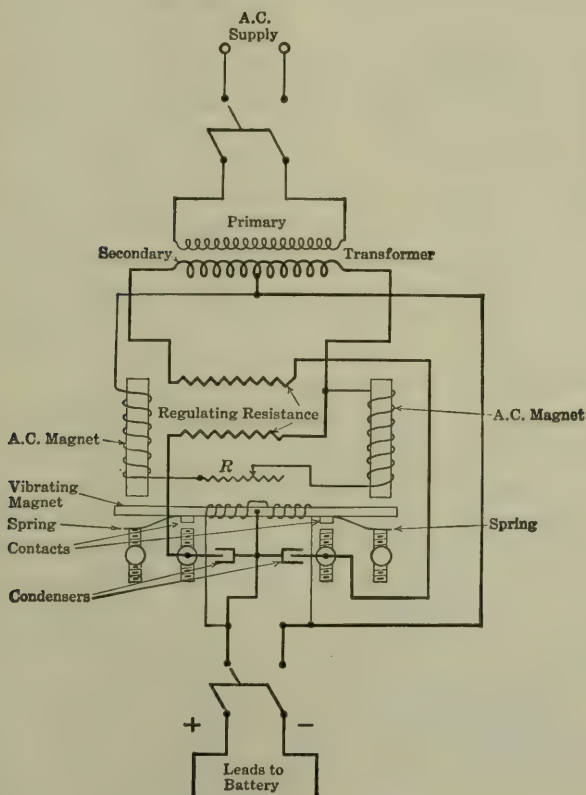 A.C.
Supply
Primary
Secondary
Transformer
Regulating Resistance
A.C. Magnet
A.C. Magnet
R
Vibrating
Magnet
Spring
Spring
Contacts
Condensers
+
−
Leads to
Battery